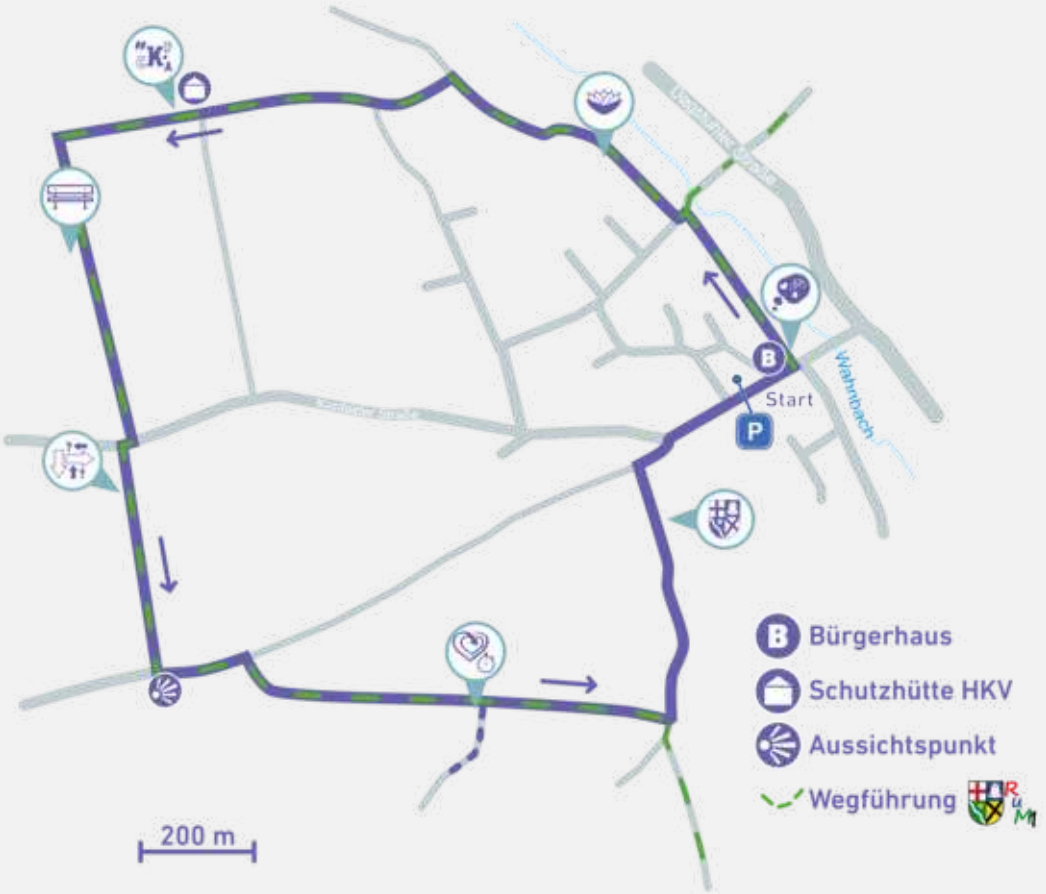 "K
B
Start
P
Wahnbach
B Bürgerhaus
Schutzhütte HKV
Aussichtspunkt
Wegführung
R
u
M
200 m